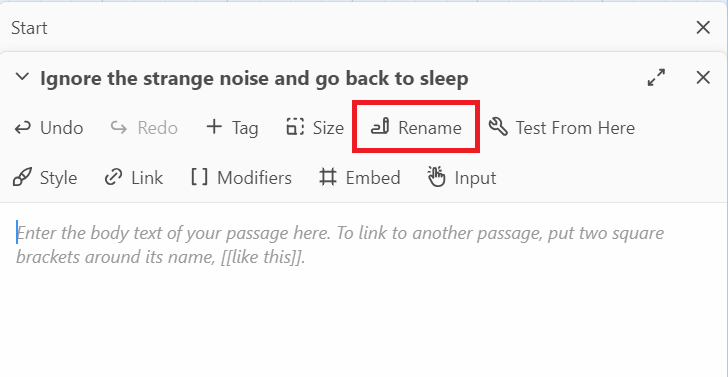 Start
Ignore the strange noise and go back to sleep
Undo Redo Tag Size Rename Test From Here
Style Link Modifiers Embed Input
Enter the body text of your passage here. To link to another passage, put two square
brackets around its name, [[like this]].